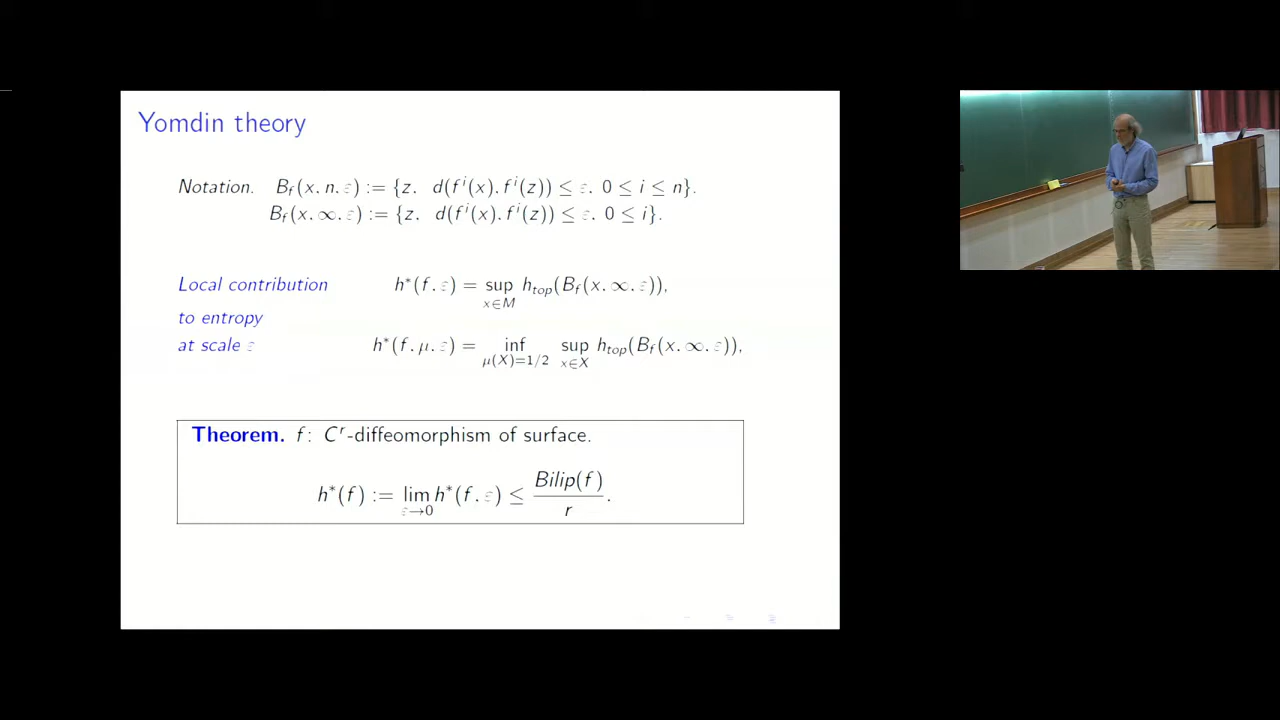 Yomdin theory
Notation. B_f(x, n, ε) := {z, d(f^i(x), f^i(z)) ≤ ε, 0 ≤ i ≤ n}.
B_f(x, ∞, ε) := {z, d(f^i(x), f^i(z)) ≤ ε, 0 ≤ i}.
Local contribution h*(f, ε) = sup_{x∈M} h_top(B_f(x, ∞, ε)),
to entropy
at scale ε h*(f, μ, ε) = inf_{μ(X)=1/2} sup_{x∈X} h_top(B_f(x, ∞, ε)),
Theorem. f: C^r-diffeomorphism of surface.
h*(f) := lim_{ε→0} h*(f, ε) ≤ Bilip(f)/r.